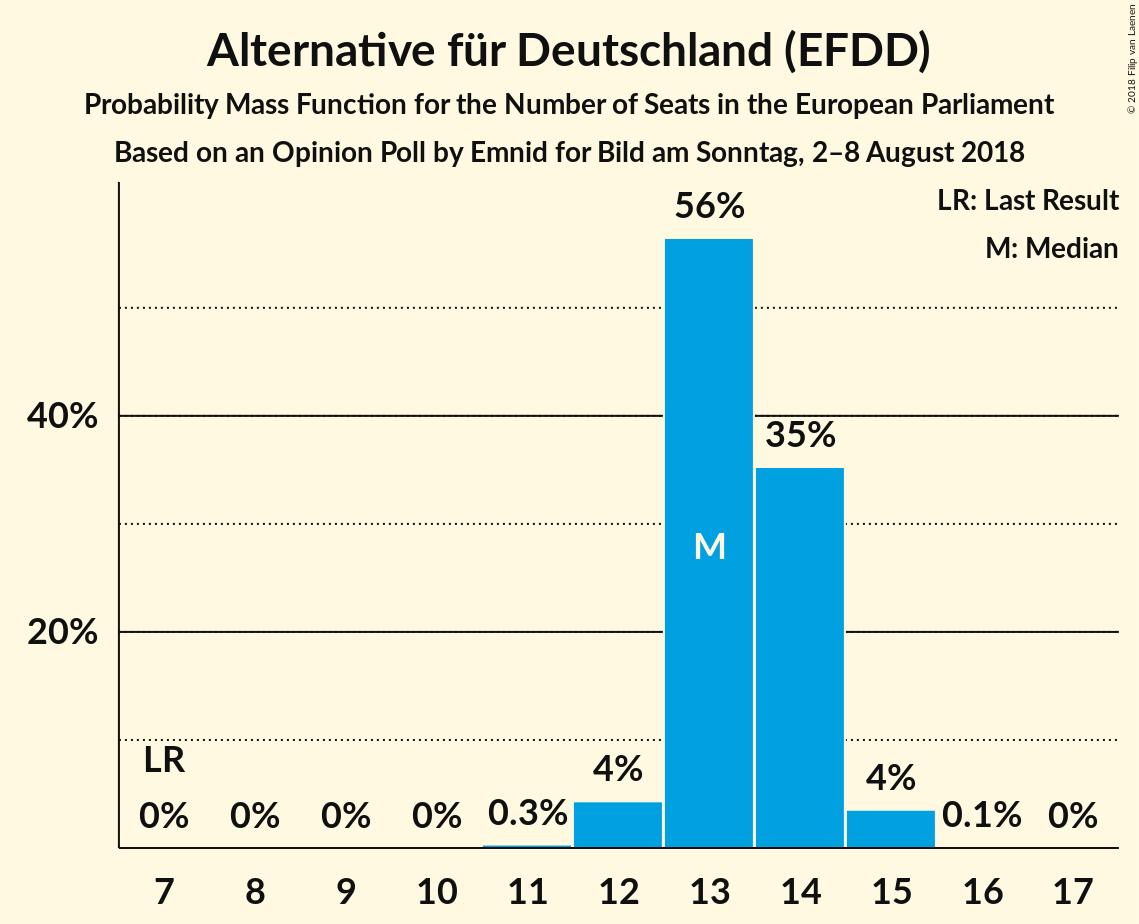 Alternative für Deutschland (EFDD)
Probability Mass Function for the Number of Seats in the European Parliament
Based on an Opinion Poll by Emnid for Bild am Sonntag, 2–8 August 2018
© 2018 Filip van Laenen
LR: Last Result
M: Median
56%
40%
35%
M
20%
LR
4%
4%
0% 0% 0% 0% 0.3% 0.1% 0%
7 8 9 10 11 12 13 14 15 16 17